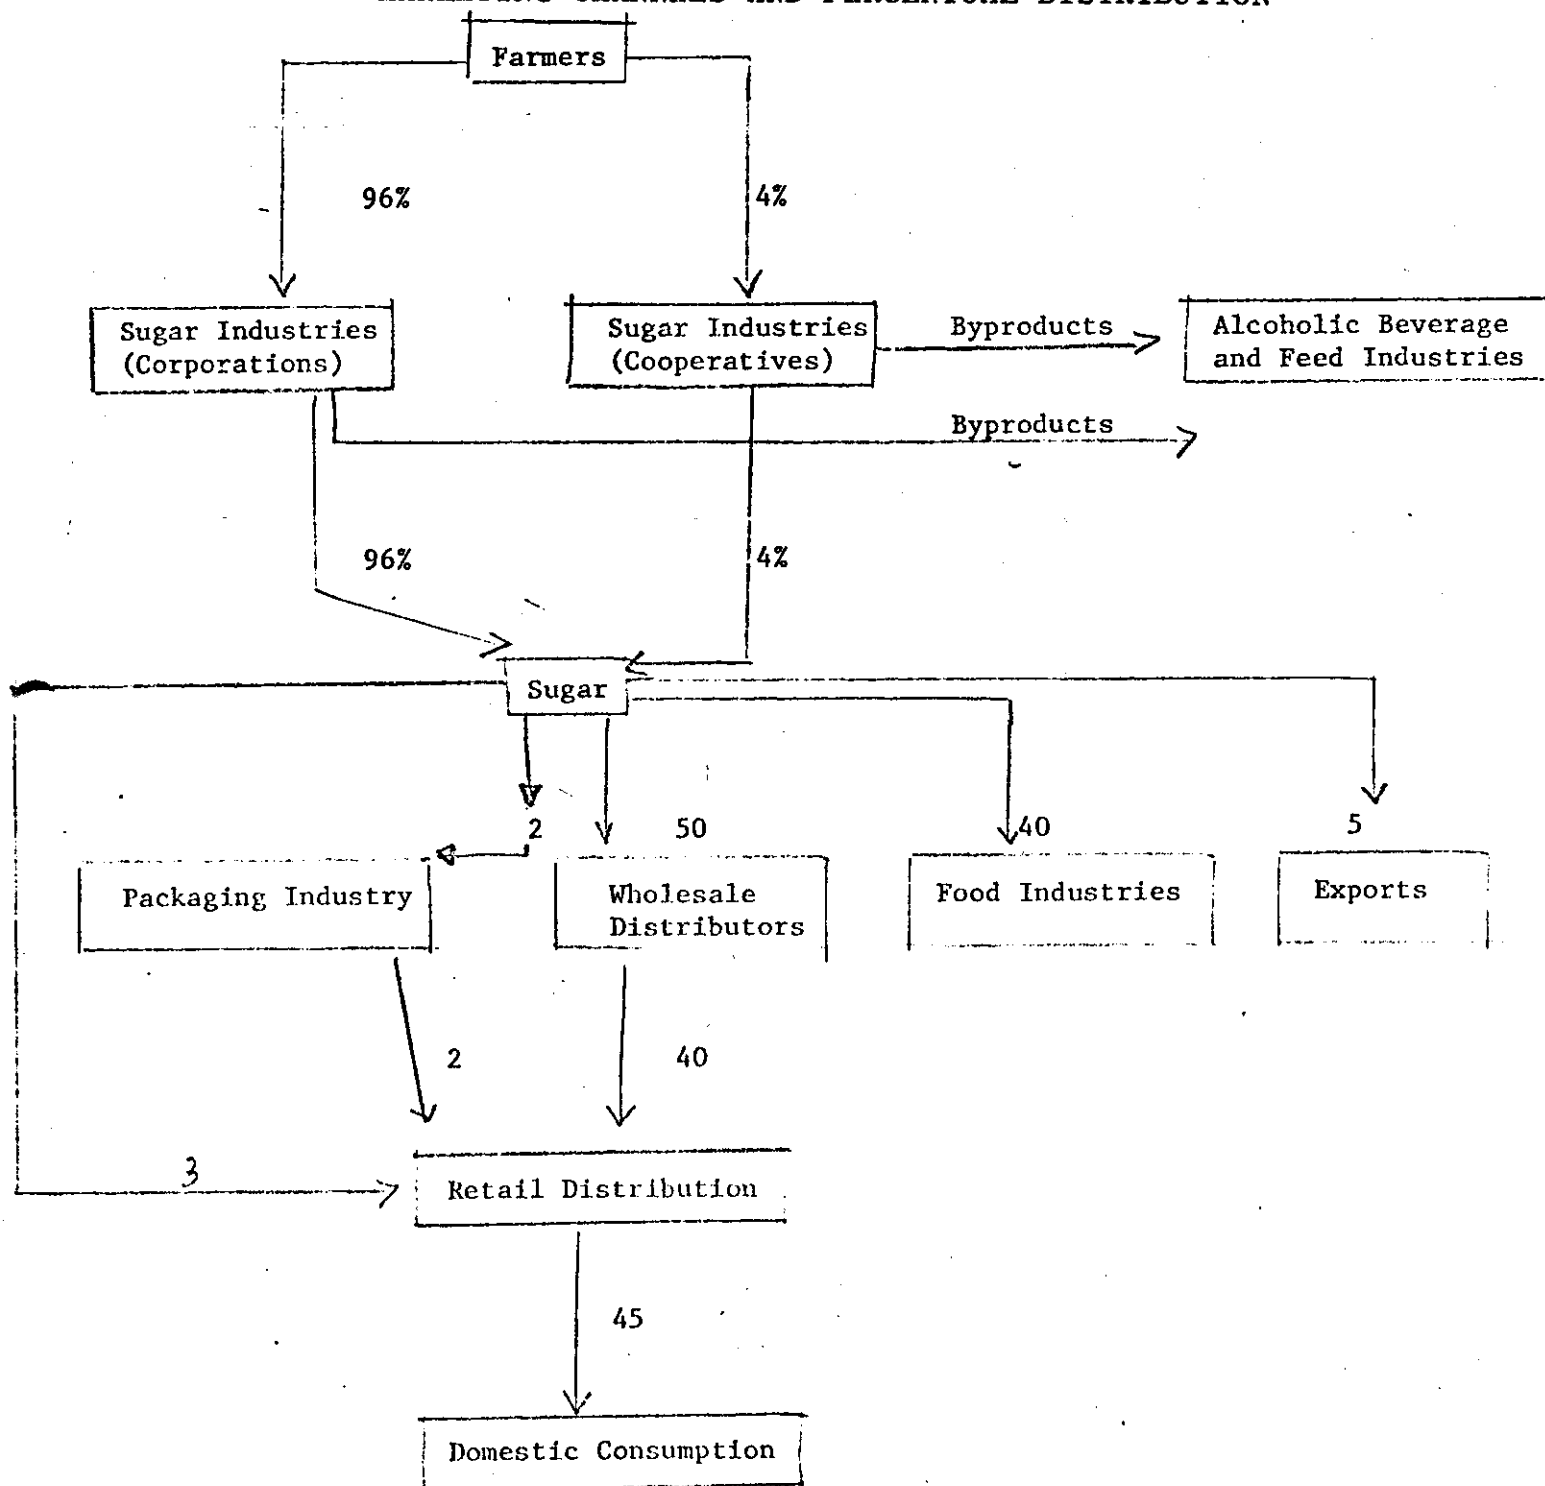 Farmers
96%
4%
Sugar Industries
(Corporations)
Sugar Industries
(Cooperatives)
Byproducts
Alcoholic Beverage
and Feed Industries
Byproducts
96%
4%
Sugar
2
50
40
5
Packaging Industry
Wholesale
Distributors
Food Industries
Exports
2
40
3
Retail Distribution
45
Domestic Consumption